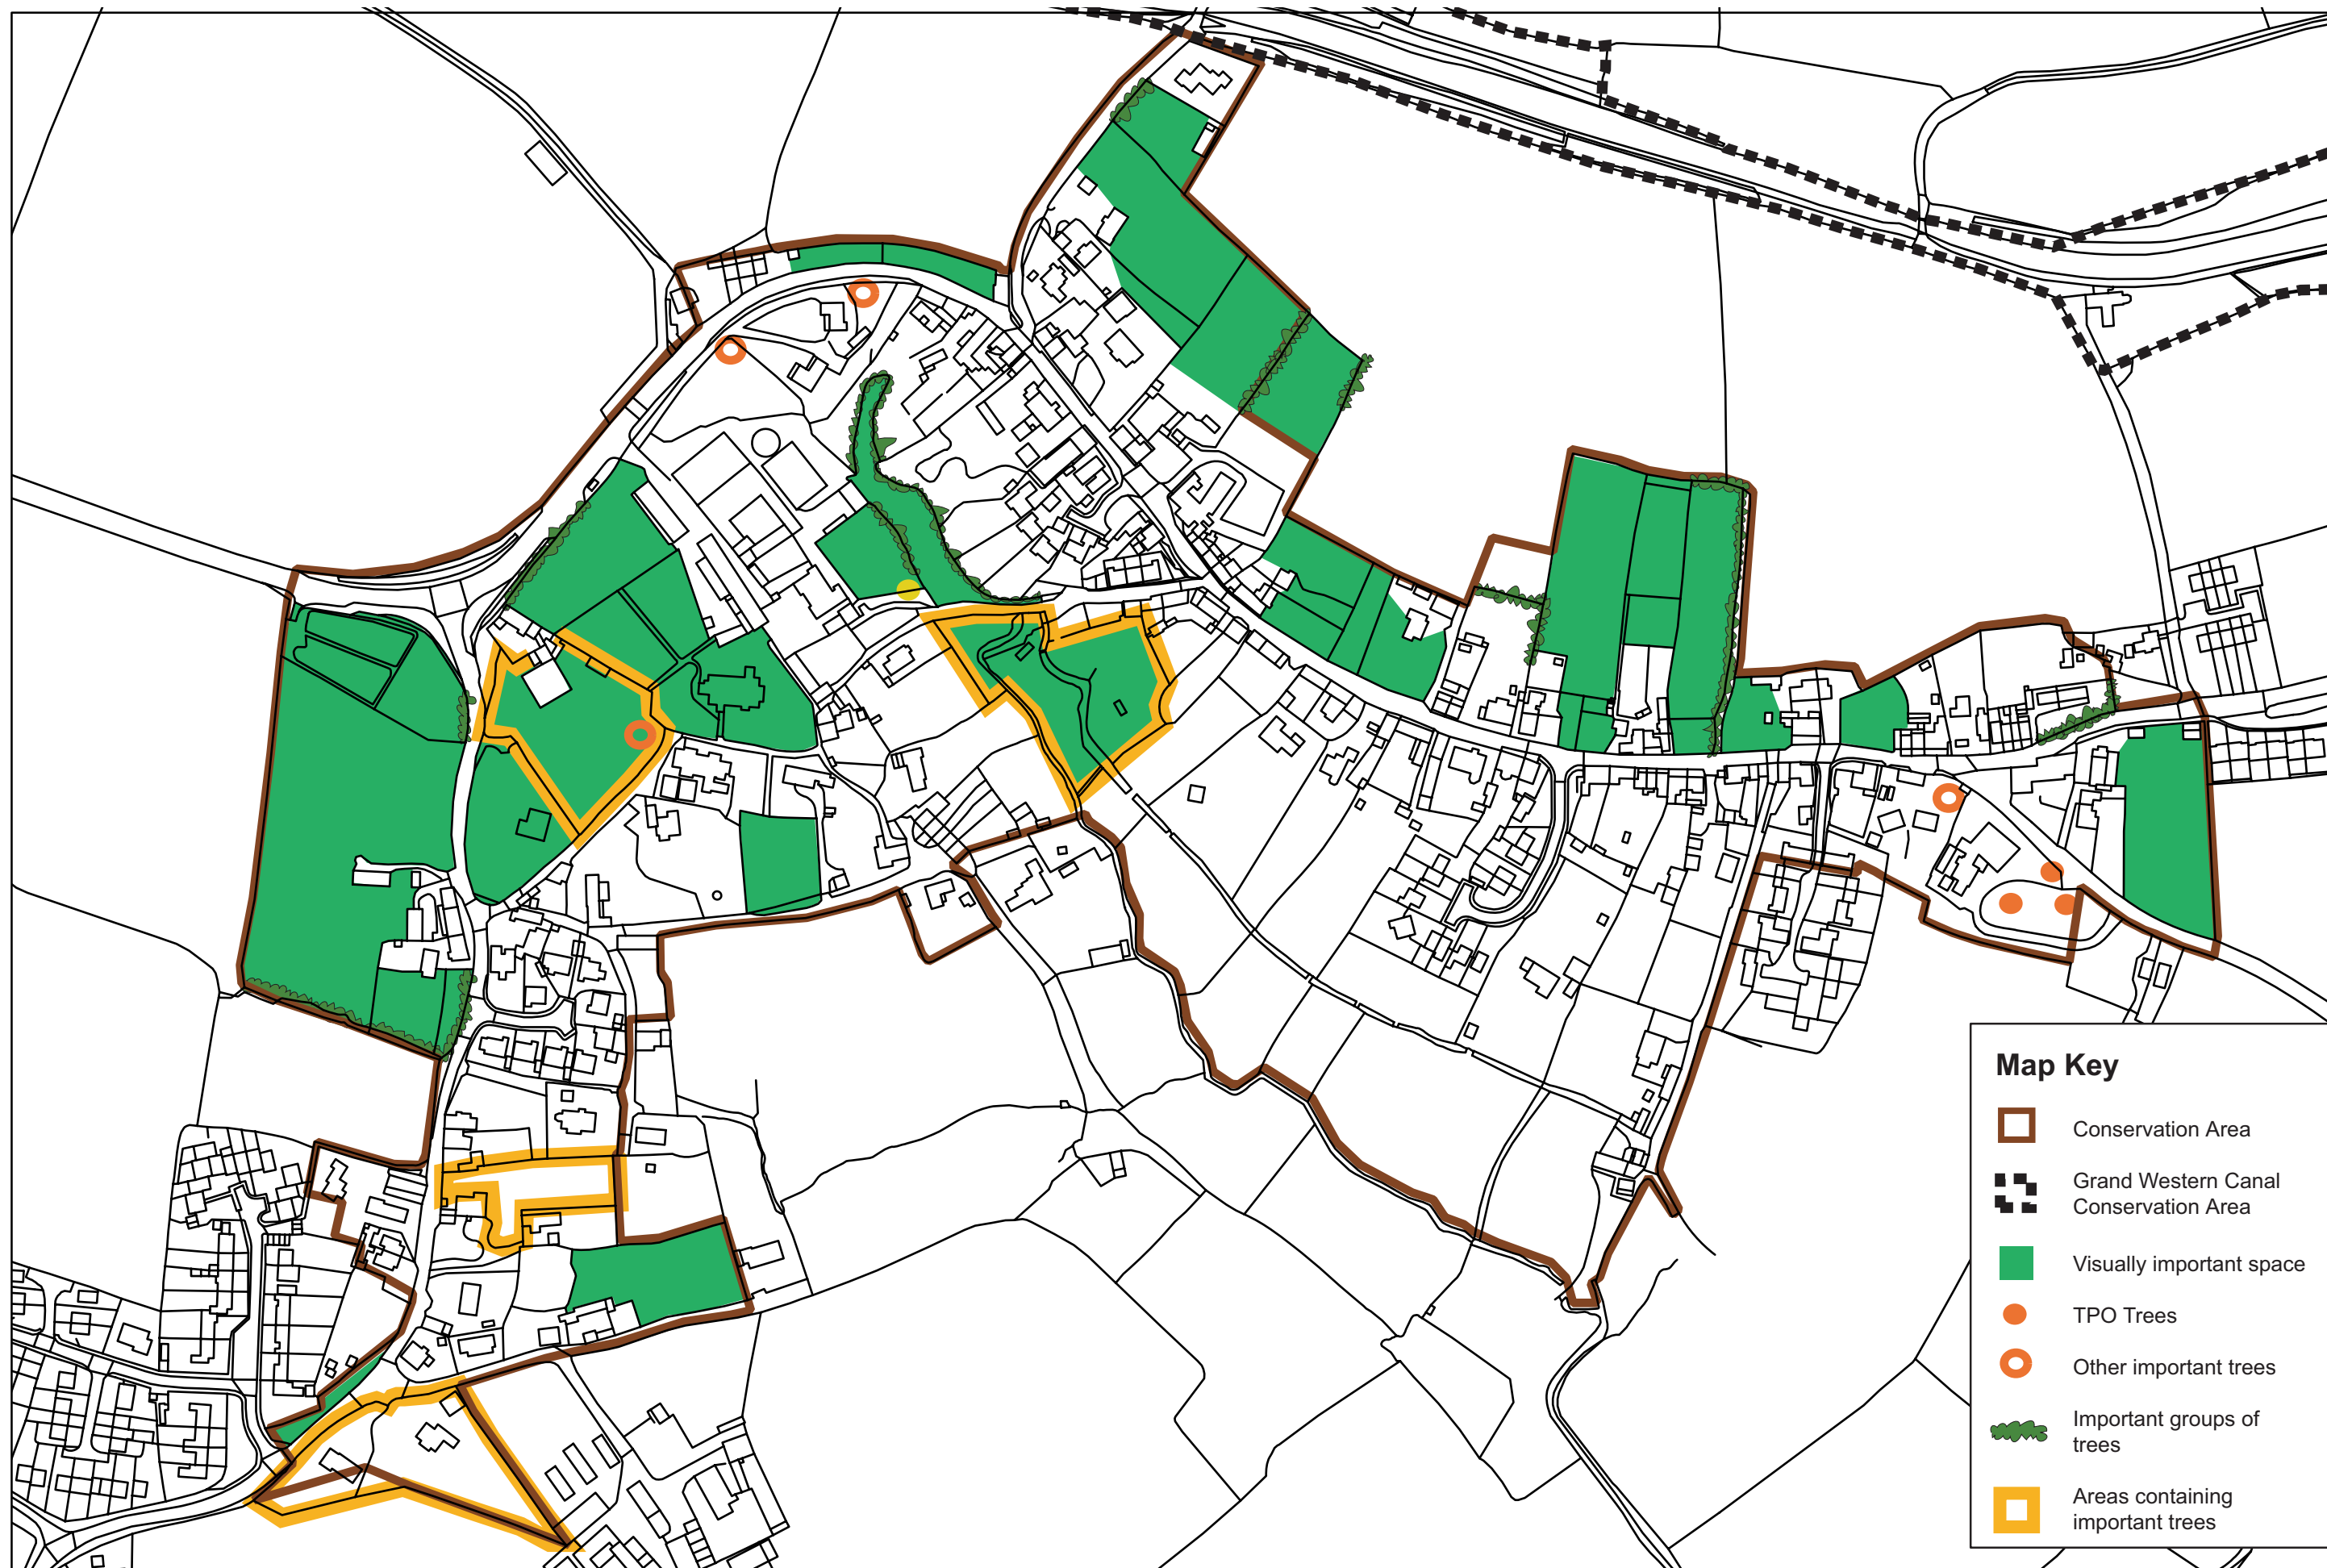 Map Key
Conservation Area
Grand Western Canal
Conservation Area
Visually important space
TPO Trees
Other important trees
Important groups of
trees
Areas containing
important trees